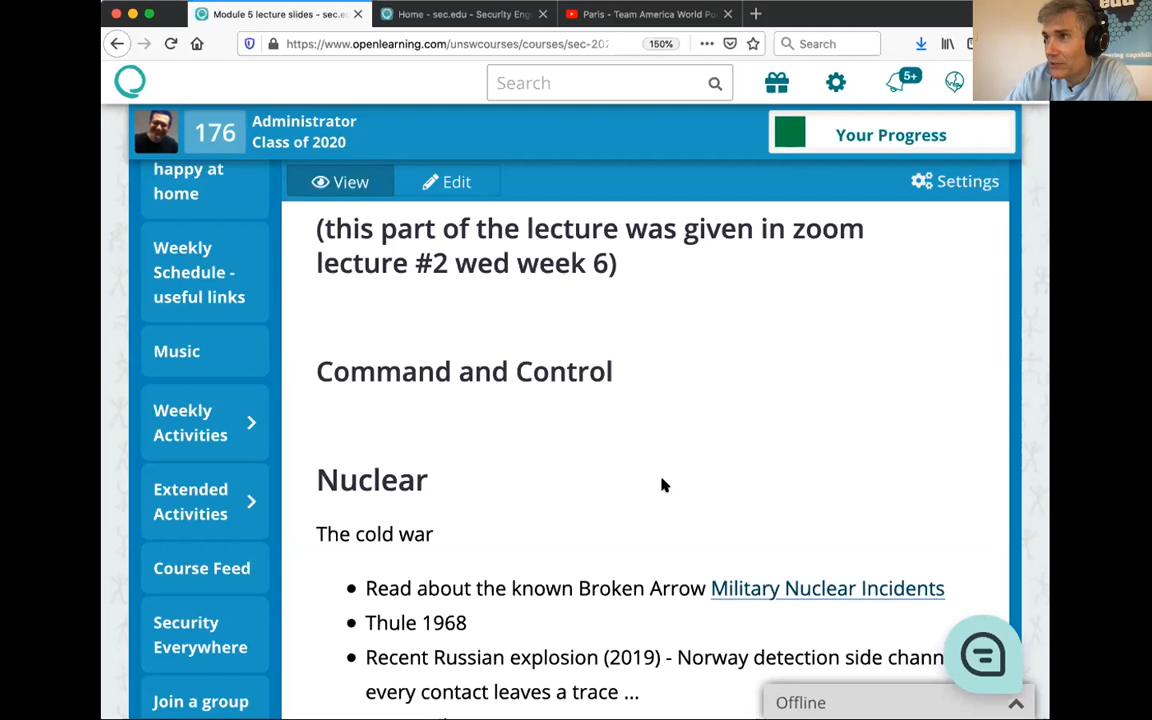 Module 5 lecture slides - sec.e
Home - sec.edu - Security Eng
Paris - Team America World Po
https://www.openlearning.com/unswcourses/courses/sec-202
150%
Search
Search
5+
176
Administrator
Class of 2020
Your Progress
happy at
home
View
Edit
Settings
(this part of the lecture was given in zoom
lecture #2 wed week 6)
Weekly
Schedule -
useful links
Music
Command and Control
Weekly
Activities
Nuclear
Extended
Activities
The cold war
Course Feed
• Read about the known Broken Arrow Military Nuclear Incidents
• Thule 1968
Security
Everywhere
• Recent Russian explosion (2019) - Norway detection side chann
every contact leaves a trace ...
Join a group
Offline